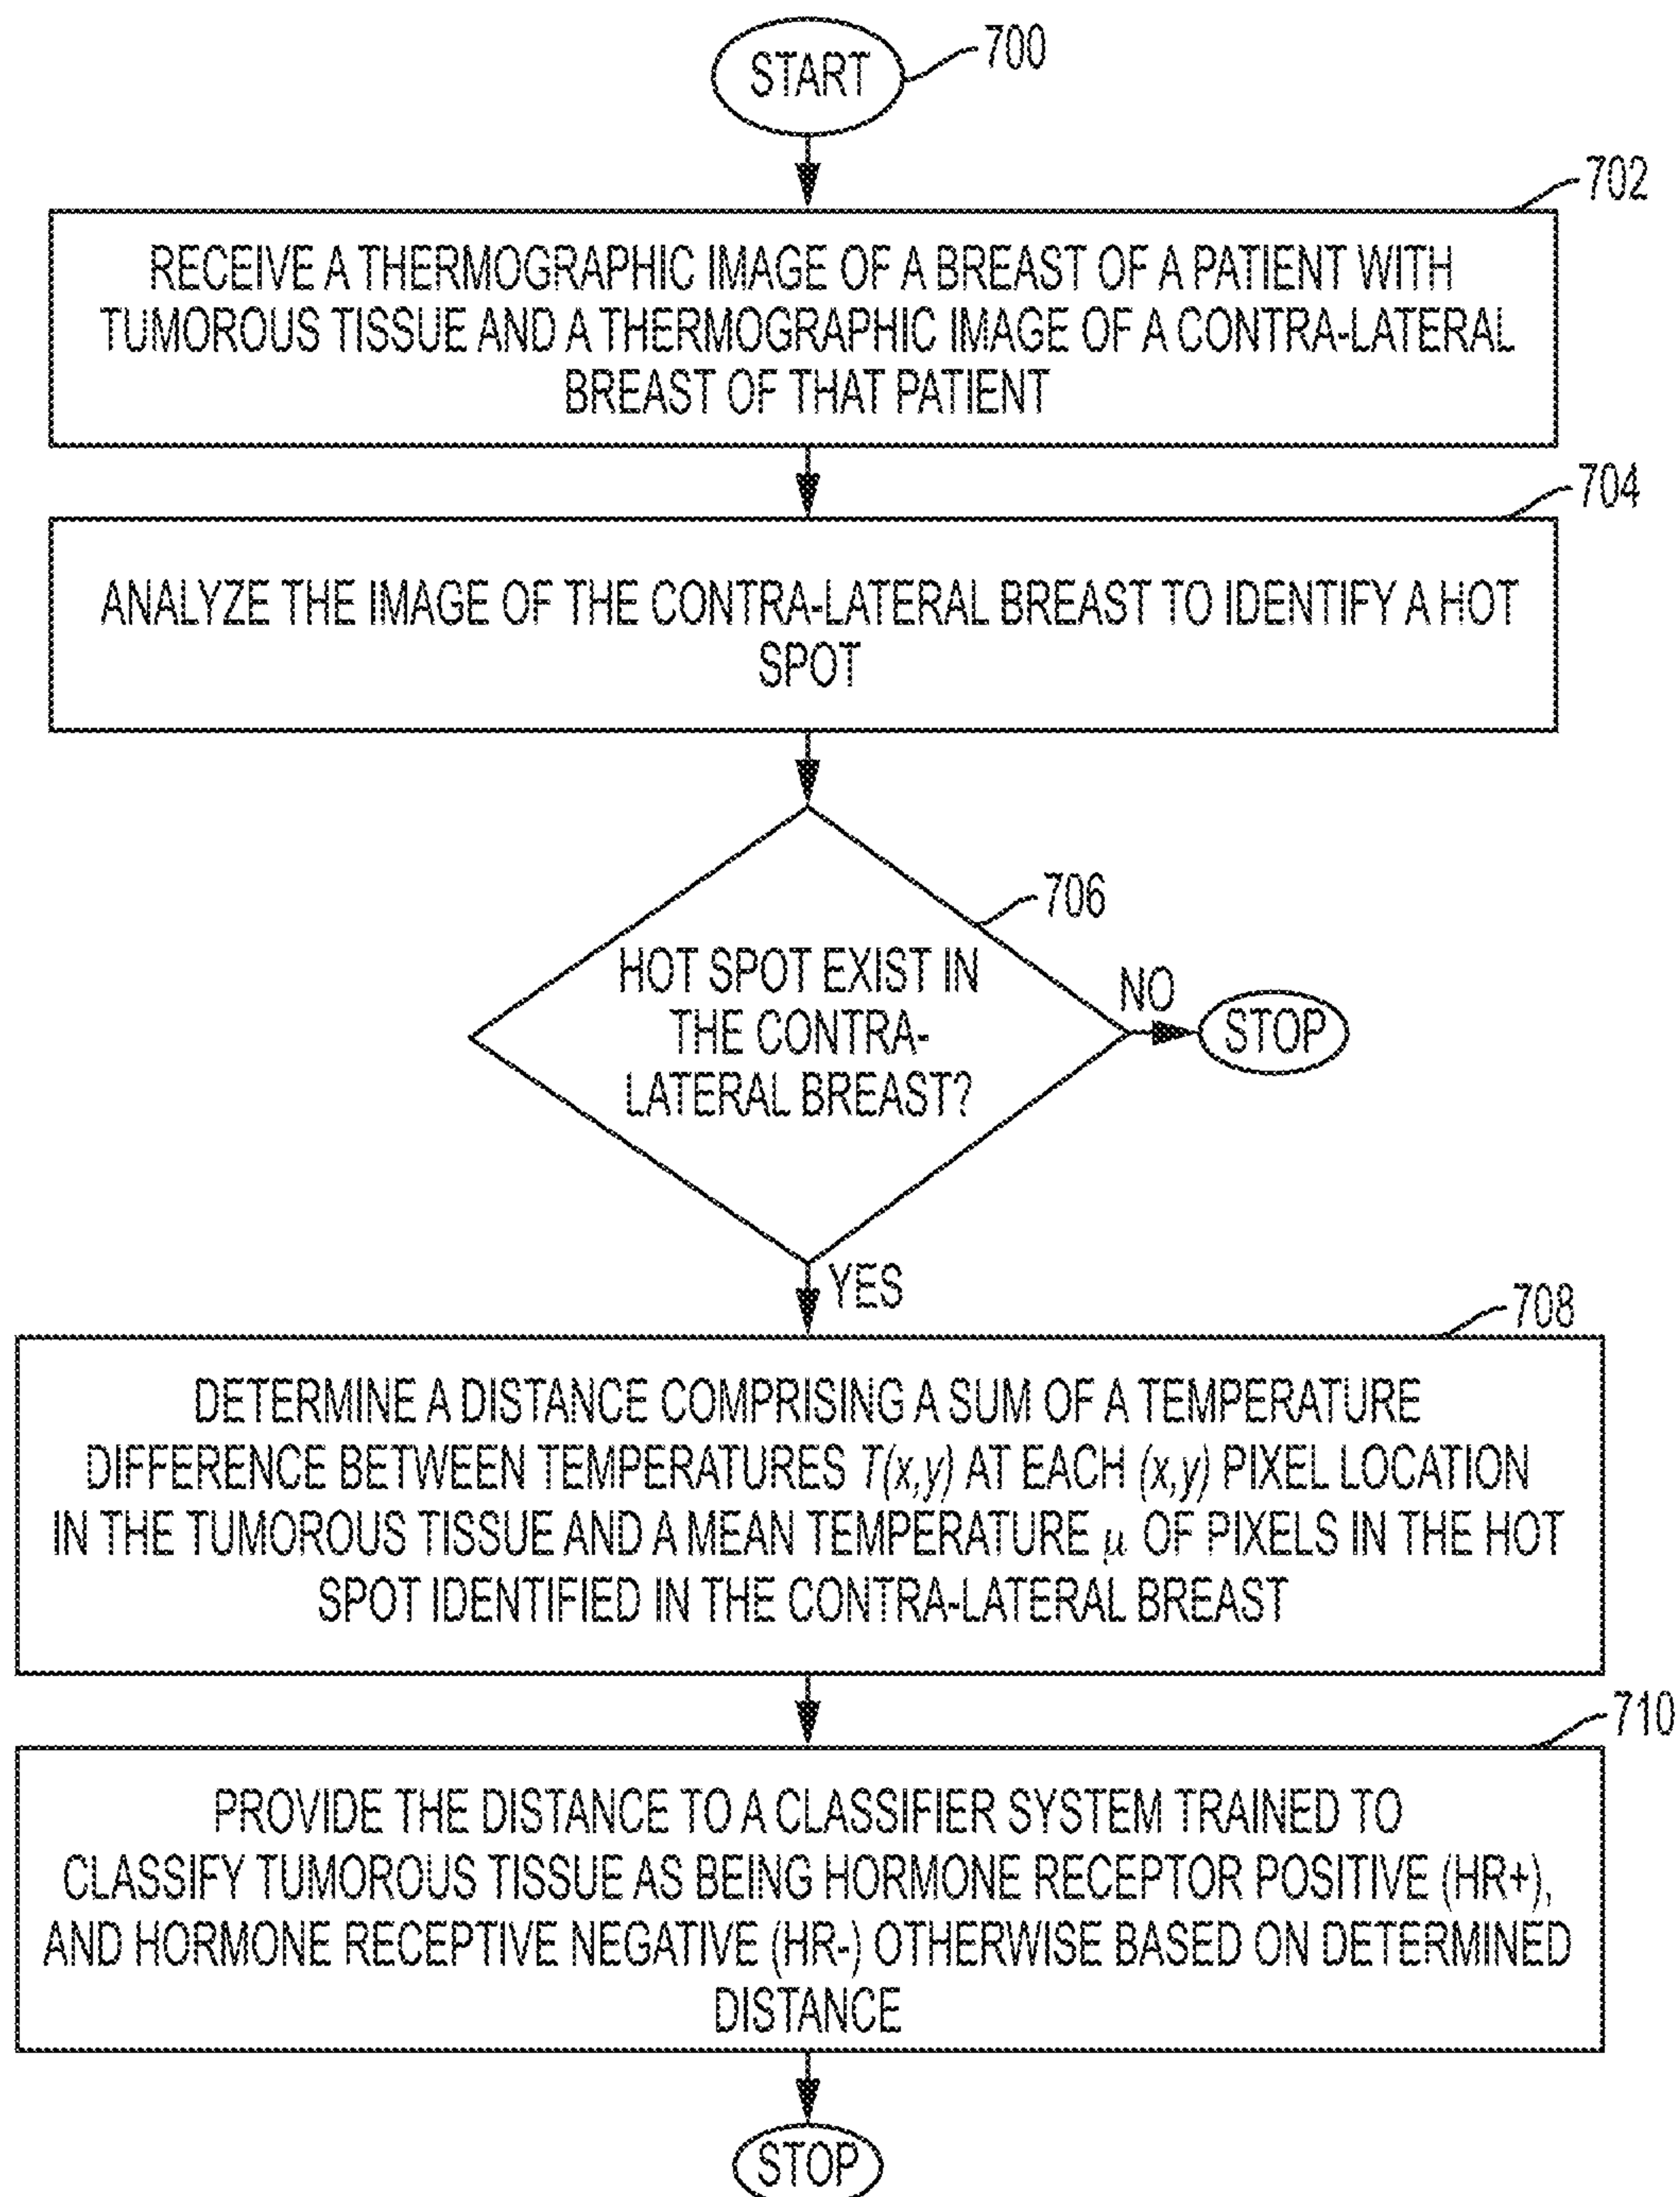 START
700
702
RECEIVE A THERMOGRAPHIC IMAGE OF A BREAST OF A PATIENT WITH
TUMOROUS TISSUE AND A THERMOGRAPHIC IMAGE OF A CONTRA-LATERAL
BREAST OF THAT PATIENT
704
ANALYZE THE IMAGE OF THE CONTRA-LATERAL BREAST TO IDENTIFY A HOT
SPOT
706
HOT SPOT EXIST IN
THE CONTRA-
LATERAL BREAST?
NO
STOP
YES
708
DETERMINE A DISTANCE COMPRISING A SUM OF A TEMPERATURE
DIFFERENCE BETWEEN TEMPERATURES T(x,y) AT EACH (x,y) PIXEL LOCATION
IN THE TUMOROUS TISSUE AND A MEAN TEMPERATURE μ OF PIXELS IN THE HOT
SPOT IDENTIFIED IN THE CONTRA-LATERAL BREAST
710
PROVIDE THE DISTANCE TO A CLASSIFIER SYSTEM TRAINED TO
CLASSIFY TUMOROUS TISSUE AS BEING HORMONE RECEPTOR POSITIVE (HR+),
AND HORMONE RECEPTIVE NEGATIVE (HR-) OTHERWISE BASED ON DETERMINED
DISTANCE
STOP